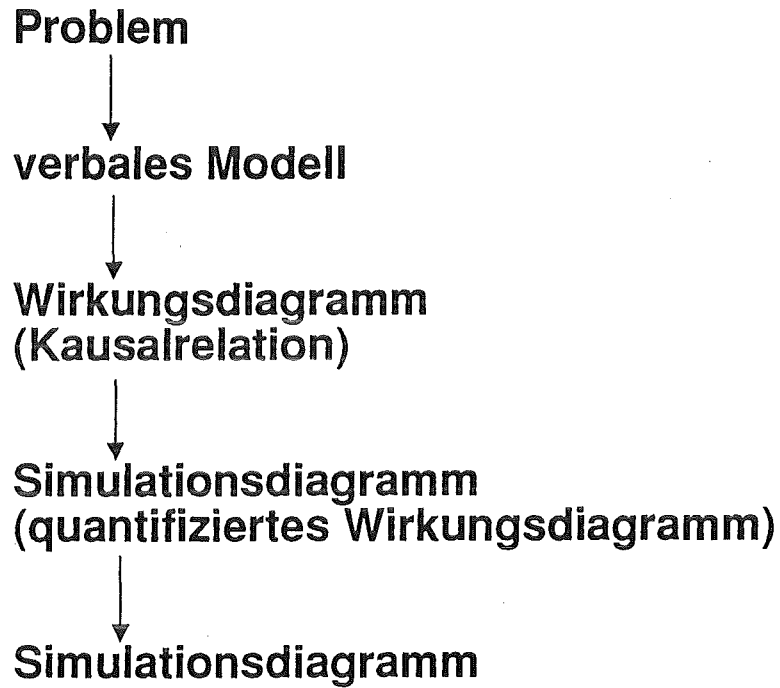 Problem
verbales Modell
Wirkungsdiagramm
(Kausalrelation)
Simulationsdiagramm
(quantifiziertes Wirkungsdiagramm)
Simulationsdiagramm